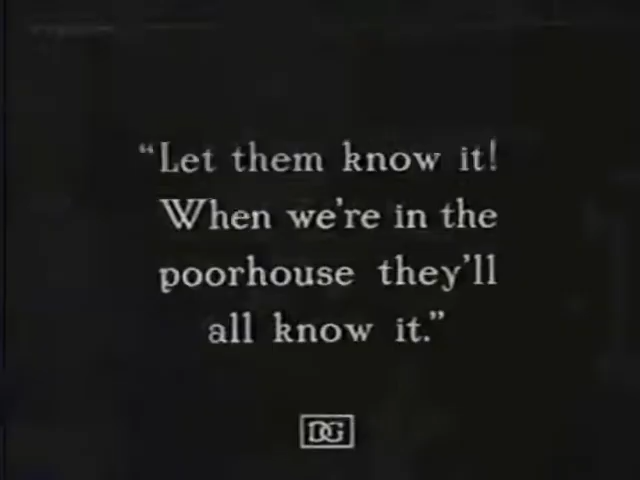 “Let them know it!
When we're in the
poorhouse they'll
all know it.”
DG